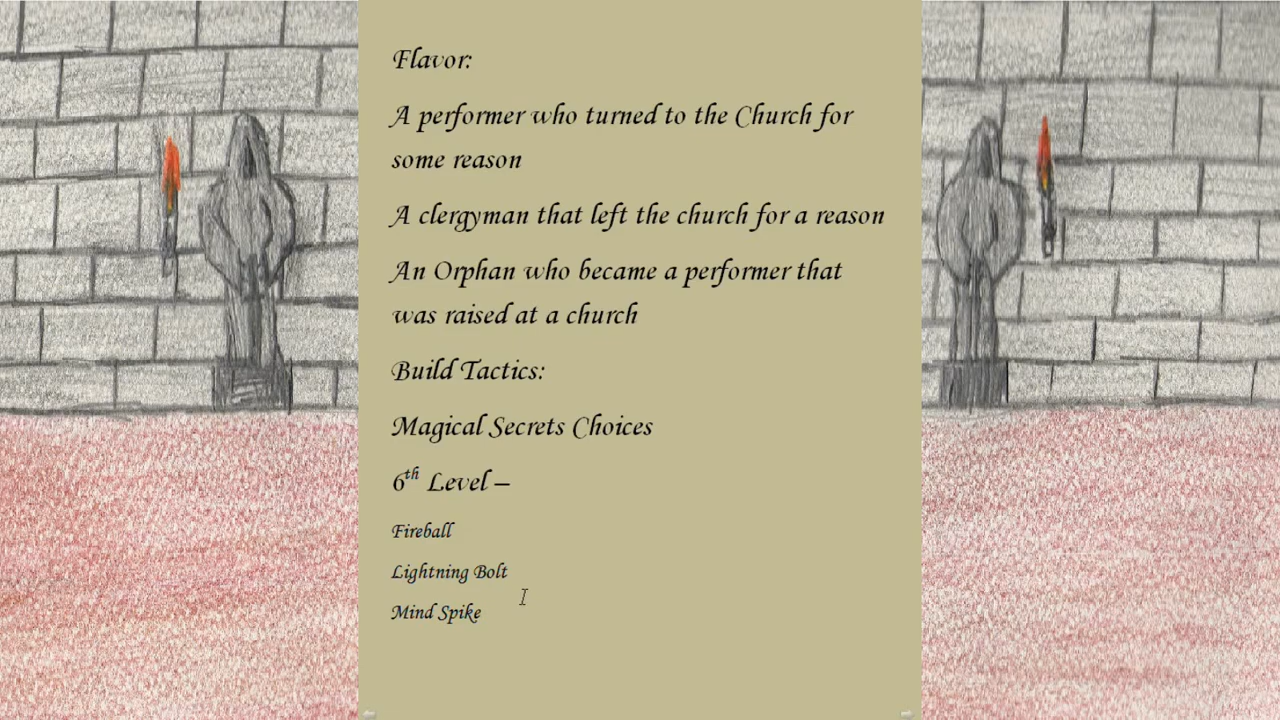 Flavor:
A performer who turned to the Church for
some reason
A clergyman that left the church for a reason
An Orphan who became a performer that
was raised at a church
Build Tactics:
Magical Secrets Choices
6th Level –
Fireball
Lightning Bolt
Mind Spike